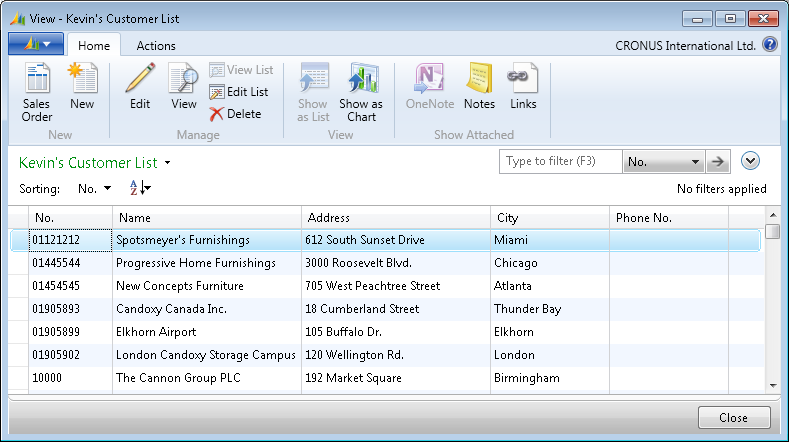 View - Kevin's Customer List
Home Actions CRONUS International Ltd.
Sales Order New Edit View View List Edit List Delete Show as List Show as Chart OneNote Notes Links
New Manage View Show Attached
Kevin's Customer List Type to filter (F3) No.
Sorting: No. A Z No filters applied
No. Name Address City Phone No.
01121212 Spotsmeyer's Furnishings 612 South Sunset Drive Miami
01445544 Progressive Home Furnishings 3000 Roosevelt Blvd. Chicago
01454545 New Concepts Furniture 705 West Peachtree Street Atlanta
01905893 Candoxy Canada Inc. 18 Cumberland Street Thunder Bay
01905899 Elkhorn Airport 105 Buffalo Dr. Elkhorn
01905902 London Candoxy Storage Campus 120 Wellington Rd. London
10000 The Cannon Group PLC 192 Market Square Birmingham
Close